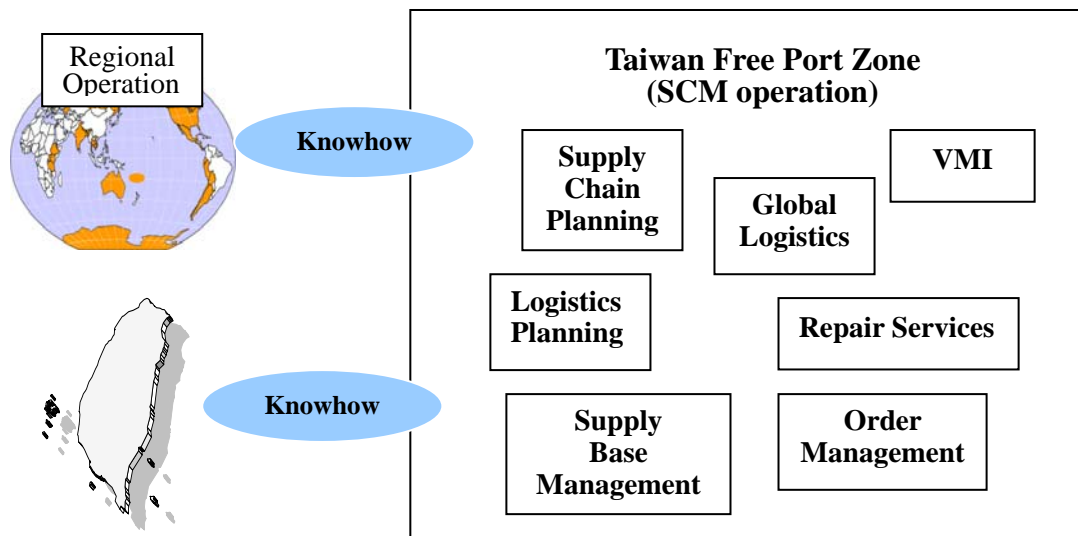 Regional
Operation
Knowhow
Knowhow
Taiwan Free Port Zone
(SCM operation)
Supply
Chain
Planning
Global
Logistics
VMI
Logistics
Planning
Repair Services
Supply
Base
Management
Order
Management